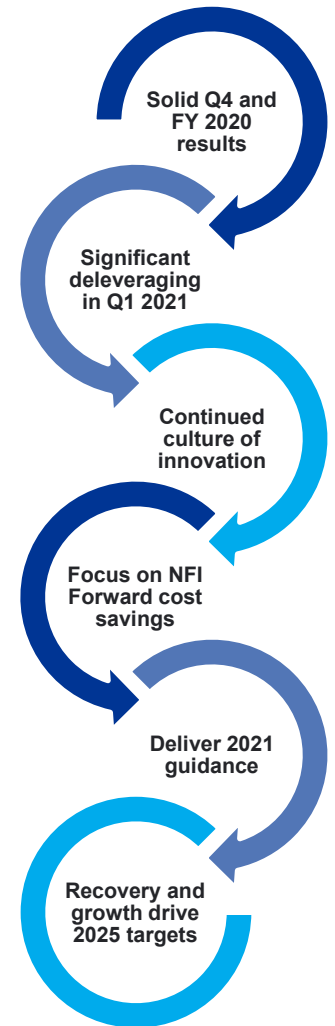 Solid Q4 and
FY 2020
results
Significant
deleveraging
in Q1 2021
Continued
culture of
innovation
Focus on NFI
Forward cost
savings
Deliver 2021
guidance
Recovery and
growth drive
2025 targets